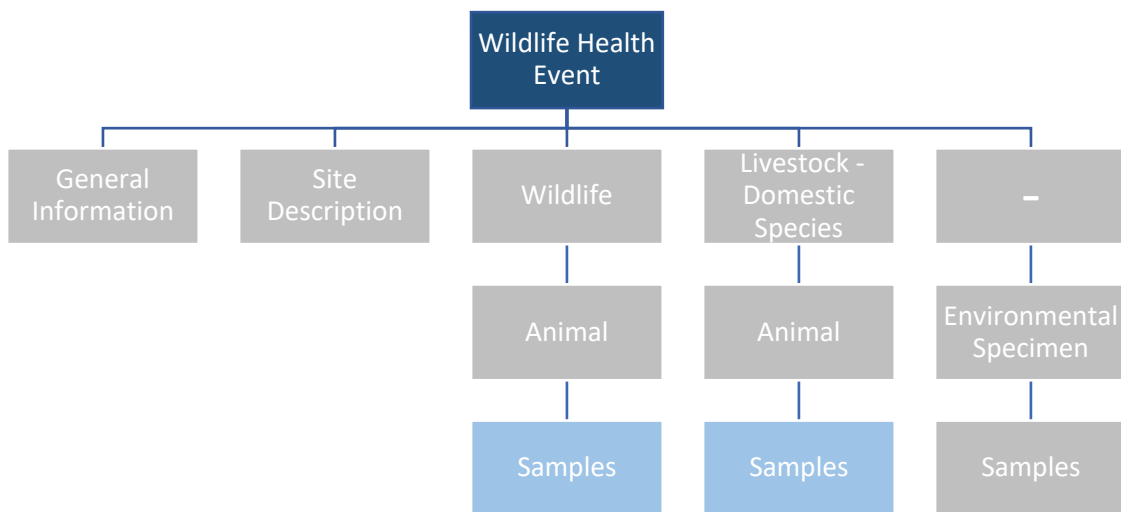 Wildlife Health
Event
General
Information
Site
Description
Wildlife
Livestock -
Domestic
Species
–
Animal
Animal
Environmental
Specimen
Samples
Samples
Samples